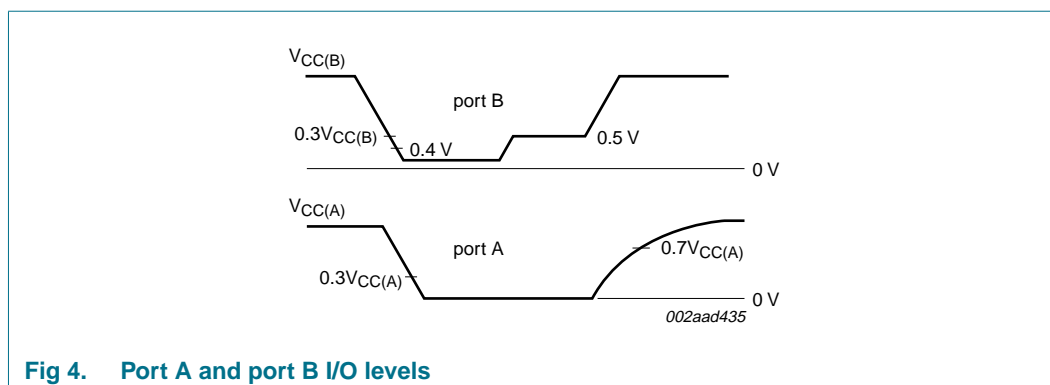 VCC(B)
port B
0.3VCC(B)
0.4 V
0.5 V
0 V
VCC(A)
port A
0.3VCC(A)
0.7VCC(A)
0 V
002aad435
Fig 4. Port A and port B I/O levels